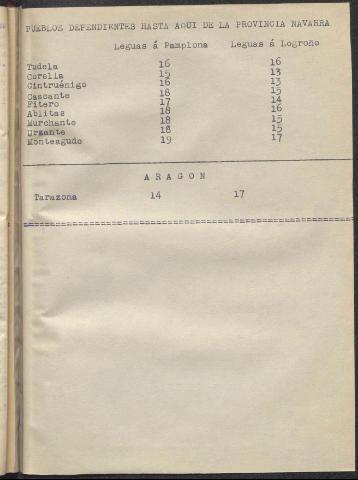 PUEBLOS DEPENDIENTES HASTA AQUI DE LA PROVINCIA NAVARRA
Leguas á Pamplona Leguas á Logroño
Tudela 16 16
Corella 15 13
Cintruénigo 16 13
Cascante 18 15
Fitero 17 14
Ablitas 18 16
Murchante 18 15
Urzante 18 15
Monteagudo 19 17
A R A G O N
Tarazona 14 17